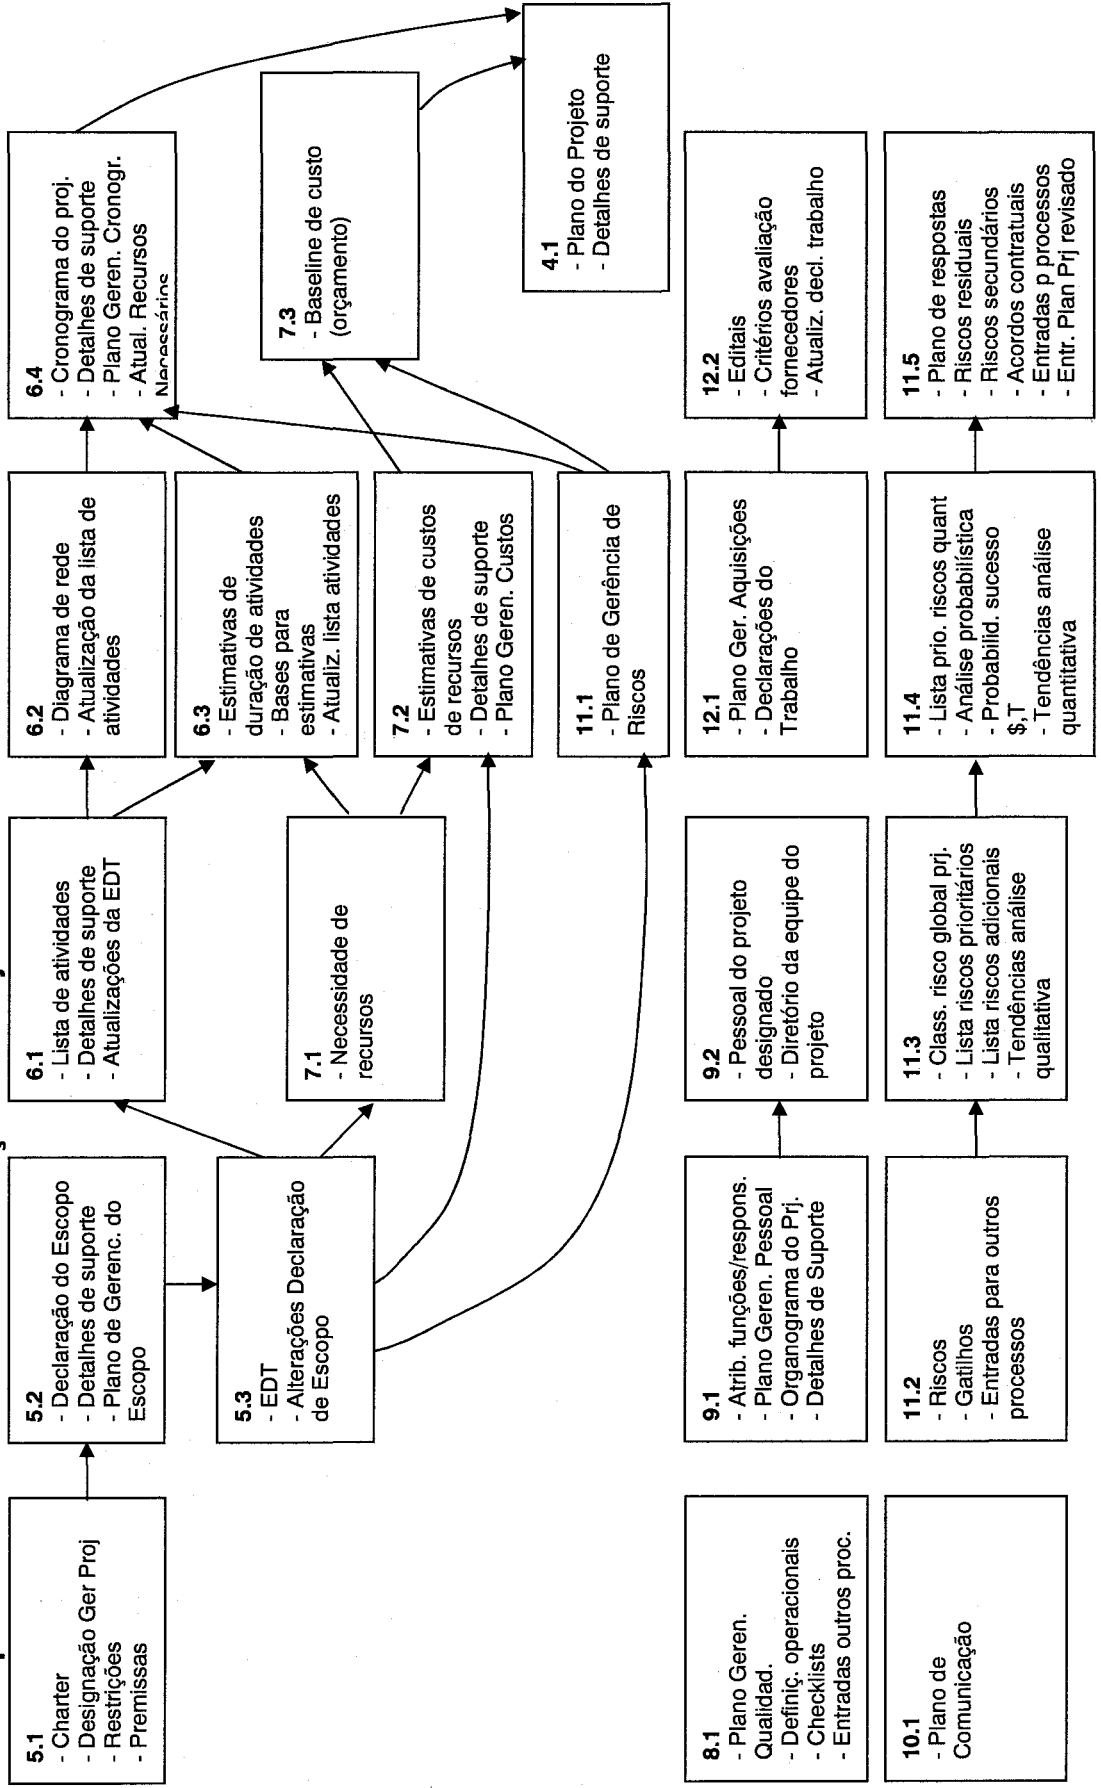 5.1
- Charter
- Designação Ger Proj
- Restrições
- Premissas
5.2
- Declaração do Escopo
- Detalhes de suporte
- Plano de Gerenc. do
Escopo
6.1
- Lista de atividades
- Detalhes de suporte
- Atualizações da EDT
6.2
- Diagrama de rede
- Atualização da lista de
atividades
6.4
- Cronograma do proj.
- Detalhes de suporte
- Plano Geren. Cronogr.
- Atual. Recursos
Necessários
5.3
- EDT
- Alterações Declaração
de Escopo
7.1
- Necessidade de
recursos
6.3
- Estimativas de
duração de atividades
- Bases para
estimativas
- Atualiz. lista atividades
7.2
- Estimativas de custos
de recursos
- Detalhes de suporte
- Plano Geren. Custos
7.3
- Baseline de custo
(orçamento)
11.1
- Plano de Gerência de
Riscos
4.1
- Plano do Projeto
- Detalhes de suporte
8.1
- Plano Geren.
Qualidad.
- Definiç. operacionais
- Checklists
- Entradas outros proc.
9.1
- Atrib. funções/respons.
- Plano Geren. Pessoal
- Organograma do Prj.
- Detalhes de Suporte
9.2
- Pessoal do projeto
designado
- Diretório da equipe do
projeto
12.1
- Plano Ger. Aquisições
- Declarações do
Trabalho
12.2
- Editais
- Critérios avaliação
fornecedores
- Atualiz. decl. trabalho
10.1
- Plano de
Comunicação
11.2
- Riscos
- Gatilhos
- Entradas para outros
processos
11.3
- Class. risco global prj.
- Lista riscos prioritários
- Lista riscos adicionais
- Tendências análise
qualitativa
11.4
- Lista prio. riscos quant
- Análise probabilística
- Probabilid. sucesso
$,T
- Tendências análise
quantitativa
11.5
- Plano de respostas
- Riscos residuais
- Riscos secundários
- Acordos contratuais
- Entradas p processos
- Entr. Plan Prj revisado